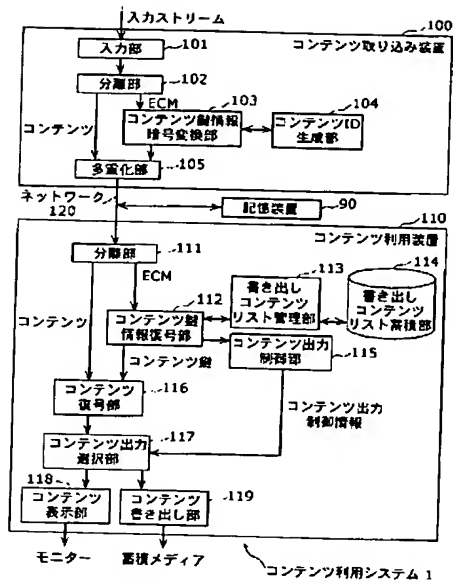 入力ストリーム
100
コンテンツ取り込み装置
入力部
101
分離部
102
ECM
103
104
コンテンツ
コンテンツ鍵情報
暗号変換部
コンテンツID
生成部
多重化部
105
ネットワーク
120
記憶装置
90
110
コンテンツ利用装置
分離部
111
ECM
113
114
112
書き出し
コンテンツ
リスト管理部
書き出し
コンテンツ
リスト蓄積部
コンテンツ
コンテンツ鍵
情報復号部
コンテンツ出力
制御部
115
コンテンツ鍵
コンテンツ
復号部
116
コンテンツ出力
制御情報
コンテンツ出力
選択部
117
118
コンテンツ
表示部
コンテンツ
書き出し部
119
モニター
蓄積メディア
コンテンツ利用システム 1